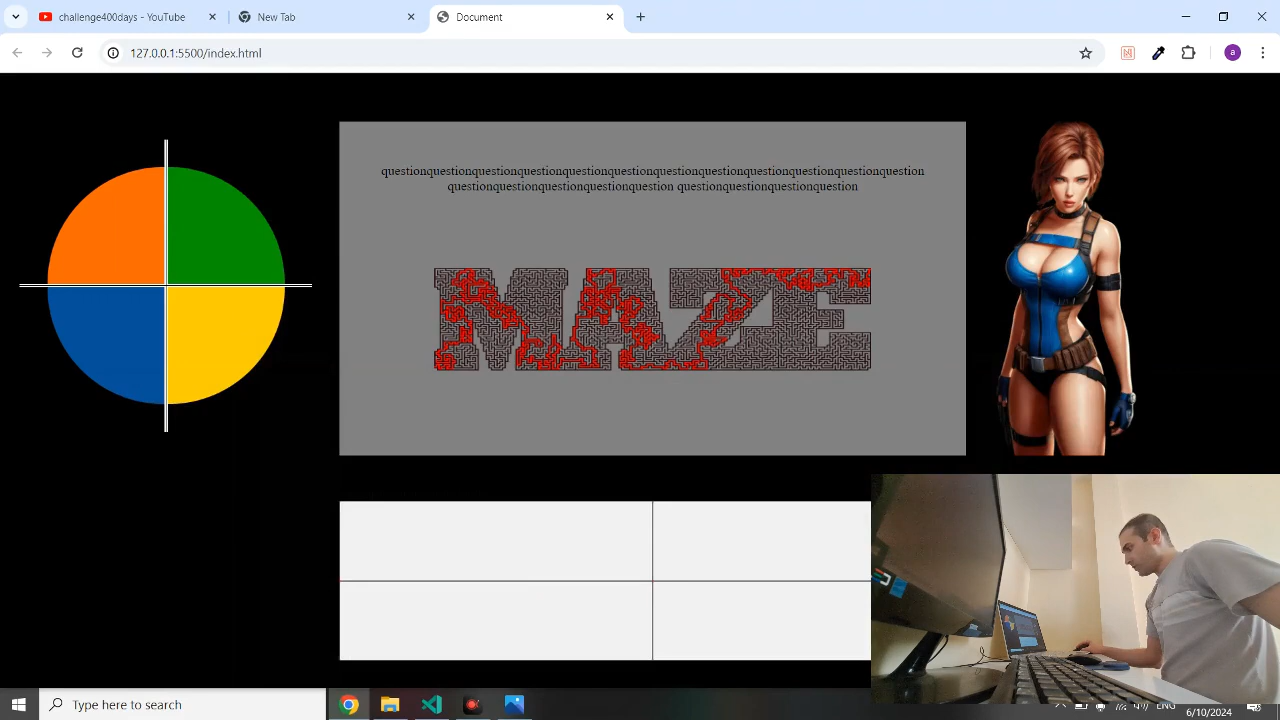 challenge400days - YouTube
New Tab
Document
127.0.0.1:5500/index.html
a
questionquestionquestionquestionquestionquestionquestionquestionquestionquestionquestionquestion
questionquestionquestionquestionquestion questionquestionquestionquestion
MAZE
Type here to search
ENG
6/10/2024